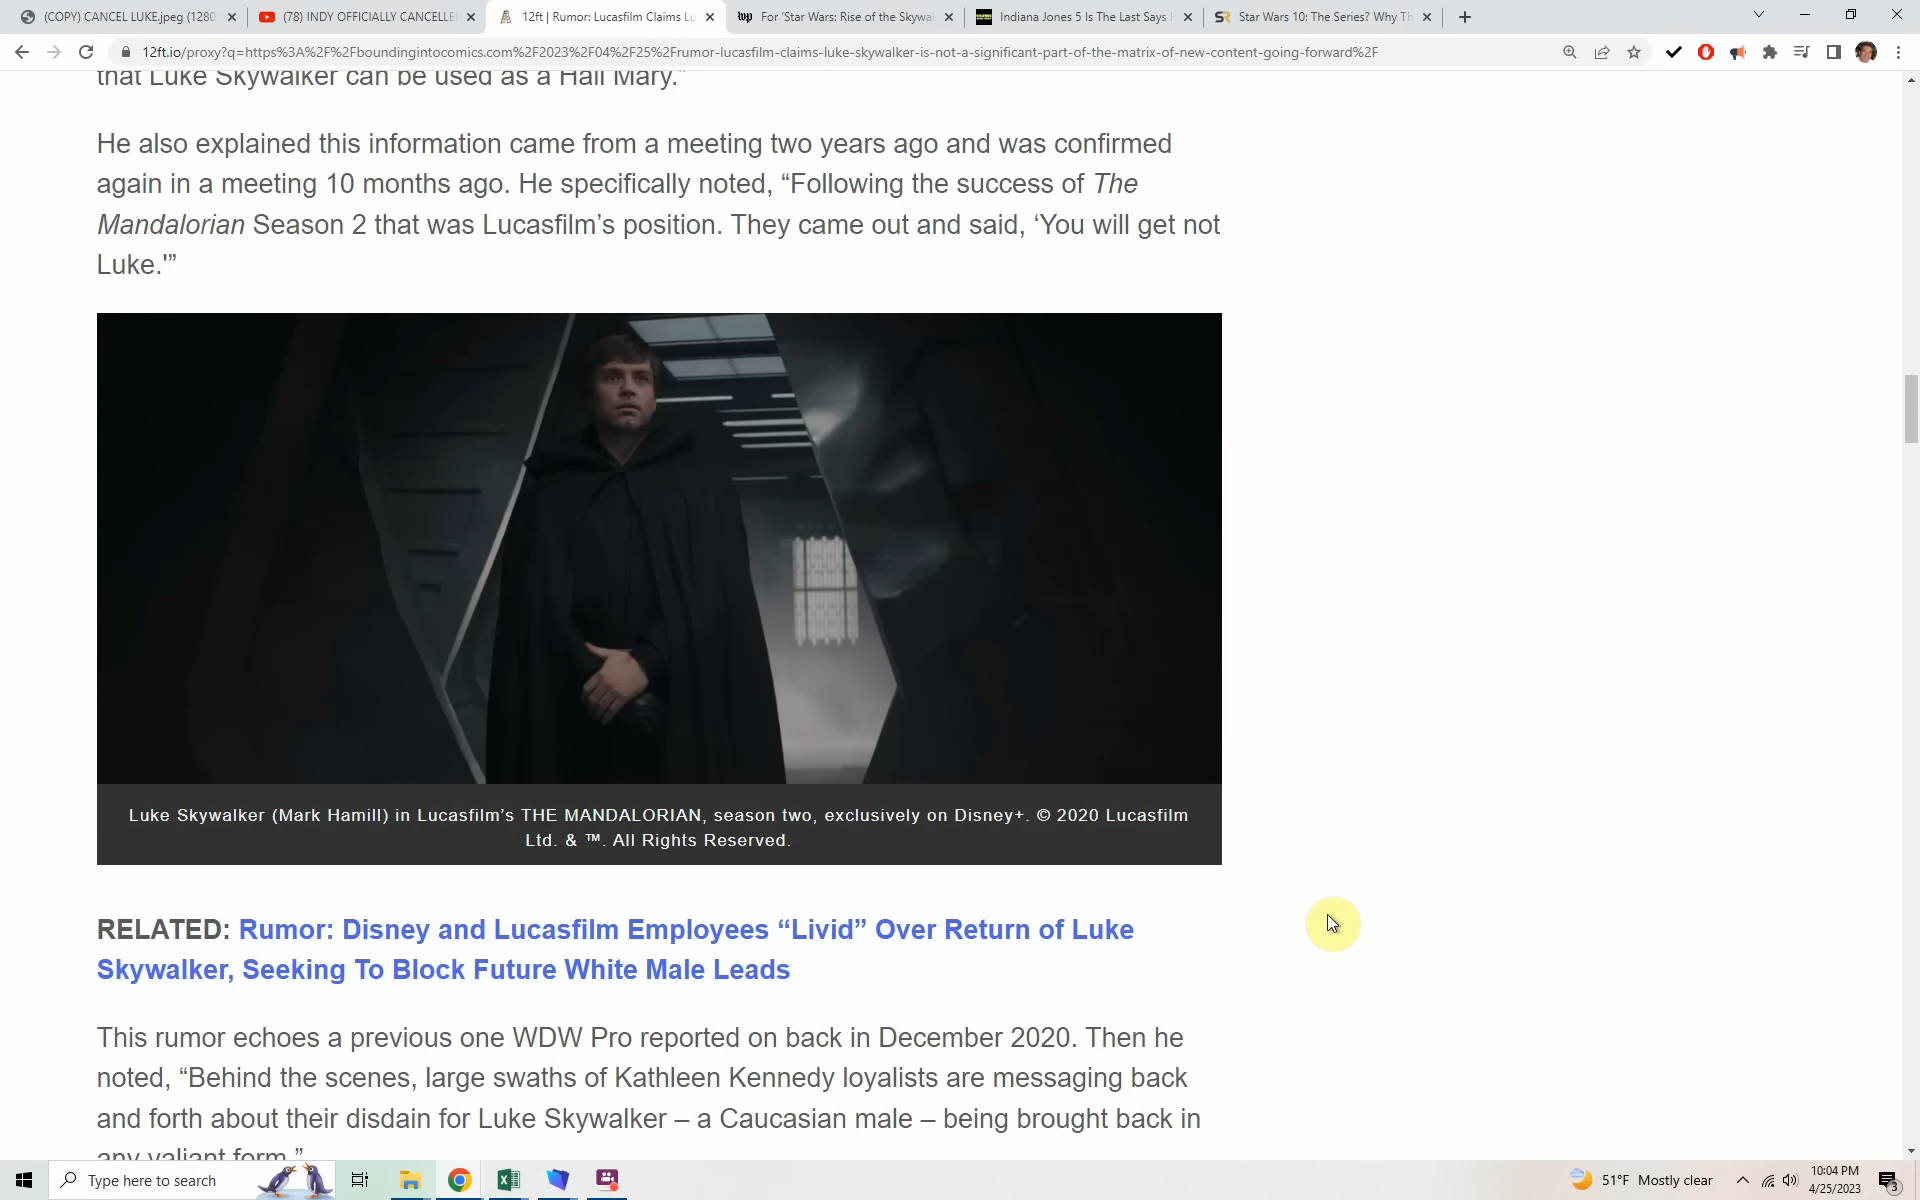 (COPY) CANCEL LUKE.jpeg (1280
(78) INDY OFFICIALLY CANCELLE
12ft | Rumor: Lucasfilm Claims Lu
wp For 'Star Wars: Rise of the Skywal
Indiana Jones 5 Is The Last Says
SR Star Wars 10: The Series? Why Th
12ft.io/proxy?q=https%3A%2F%2Fboundingintocomics.com%2F2023%2F04%2F25%2Frumor-lucasfilm-claims-luke-skywalker-is-not-a-significant-part-of-the-matrix-of-new-content-going-forward%2F
that Luke Skywalker can be used as a Hail Mary."
He also explained this information came from a meeting two years ago and was confirmed
again in a meeting 10 months ago. He specifically noted, “Following the success of The
Mandalorian Season 2 that was Lucasfilm’s position. They came out and said, ‘You will get not
Luke.'”
Luke Skywalker (Mark Hamill) in Lucasfilm’s THE MANDALORIAN, season two, exclusively on Disney+. © 2020 Lucasfilm
Ltd. & ™. All Rights Reserved.
RELATED: Rumor: Disney and Lucasfilm Employees “Livid” Over Return of Luke
Skywalker, Seeking To Block Future White Male Leads
This rumor echoes a previous one WDW Pro reported on back in December 2020. Then he
noted, “Behind the scenes, large swaths of Kathleen Kennedy loyalists are messaging back
and forth about their disdain for Luke Skywalker – a Caucasian male – being brought back in
any valiant form.”
Type here to search
51°F Mostly clear
10:04 PM
4/25/2023
3